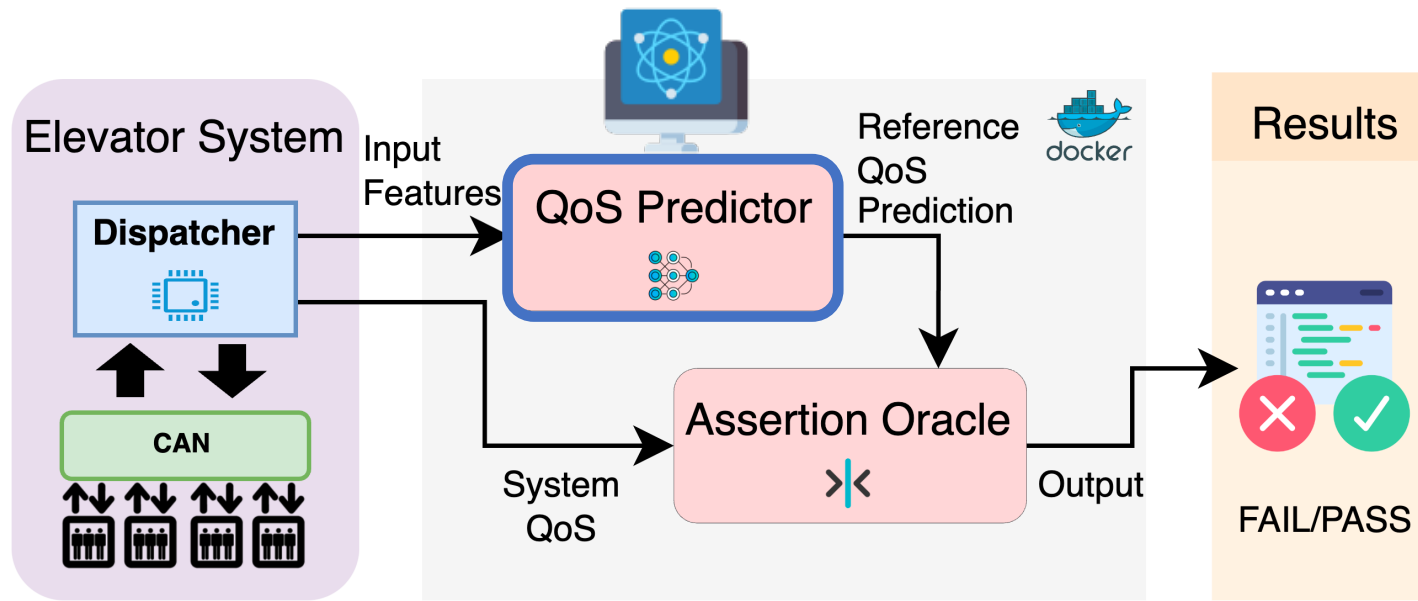 Elevator System
Dispatcher
CAN
Input
Features
QoS Predictor
Reference
QoS
Prediction
docker
System
QoS
Assertion Oracle
Output
Results
FAIL/PASS